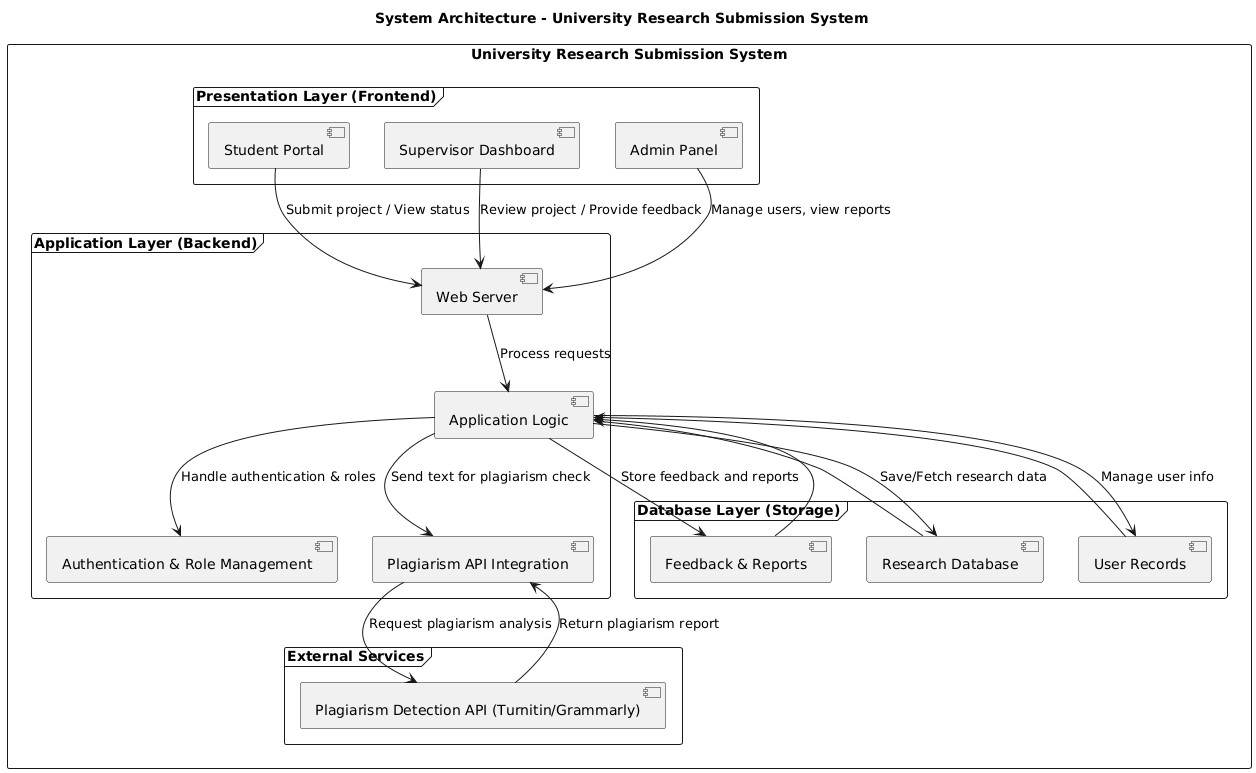 System Architecture - University Research Submission System
University Research Submission System
Presentation Layer (Frontend)
Student Portal
Supervisor Dashboard
Admin Panel
Submit project / View status
Review project / Provide feedback
Manage users, view reports
Application Layer (Backend)
Web Server
Process requests
Application Logic
Handle authentication & roles
Send text for plagiarism check
Store feedback and reports
Save/Fetch research data
Manage user info
Database Layer (Storage)
Authentication & Role Management
Plagiarism API Integration
Feedback & Reports
Research Database
User Records
Request plagiarism analysis
Return plagiarism report
External Services
Plagiarism Detection API (Turnitin/Grammarly)